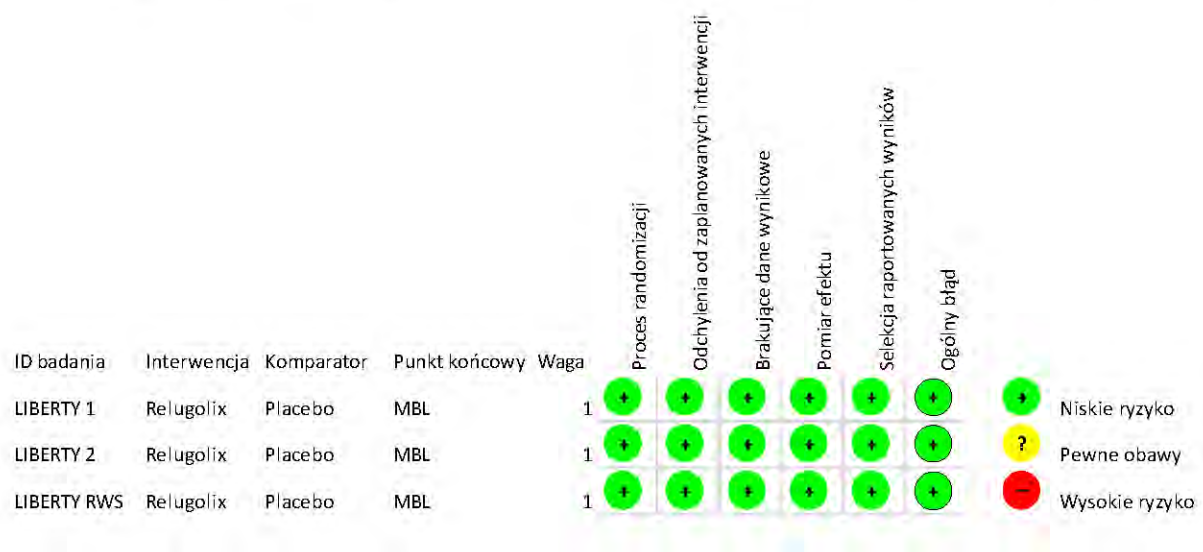 Proces randomizacji
Odchylenia od zaplanowanych interwencji
Brakujące dane wynikowe
Pomiar efektu
Selekcja raportowanych wyników
Ogólny błąd
ID badania Interwencja Komparator Punkt końcowy Waga
LIBERTY 1 Relugolix Placebo MBL 1 + + + + + + + Niskie ryzyko
LIBERTY 2 Relugolix Placebo MBL 1 + + + + + + ? Pewne obawy
LIBERTY RWS Relugolix Placebo MBL 1 + + + + + + − Wysokie ryzyko